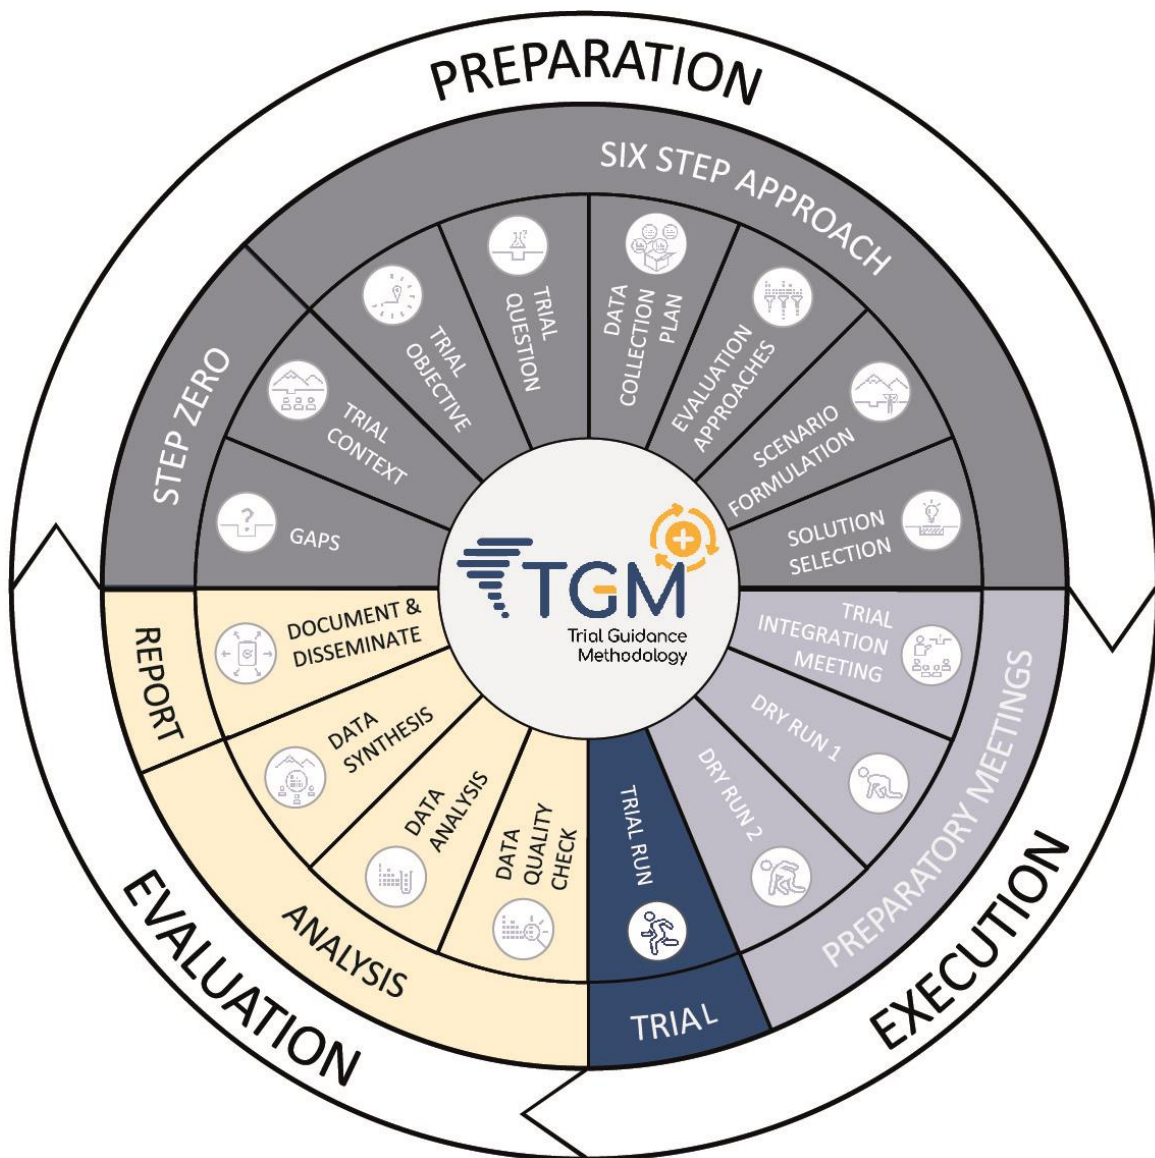 PREPARATION
SIX STEP APPROACH
STEP ZERO
GAPS
TRIAL
CONTEXT
TRIAL
OBJECTIVE
TRIAL
QUESTION
DATA
COLLECTION
PLAN
EVALUATION
APPROACHES
SCENARIO
FORMULATION
SOLUTION
SELECTION
EXECUTION
PREPARATORY MEETINGS
TRIAL
INTEGRATION
MEETING
DRY RUN 1
DRY RUN 2
TRIAL
TRIAL RUN
EVALUATION
ANALYSIS
DATA
QUALITY
CHECK
DATA
ANALYSIS
DATA
SYNTHESIS
REPORT
DOCUMENT &
DISSEMINATE
TGM
Trial Guidance
Methodology